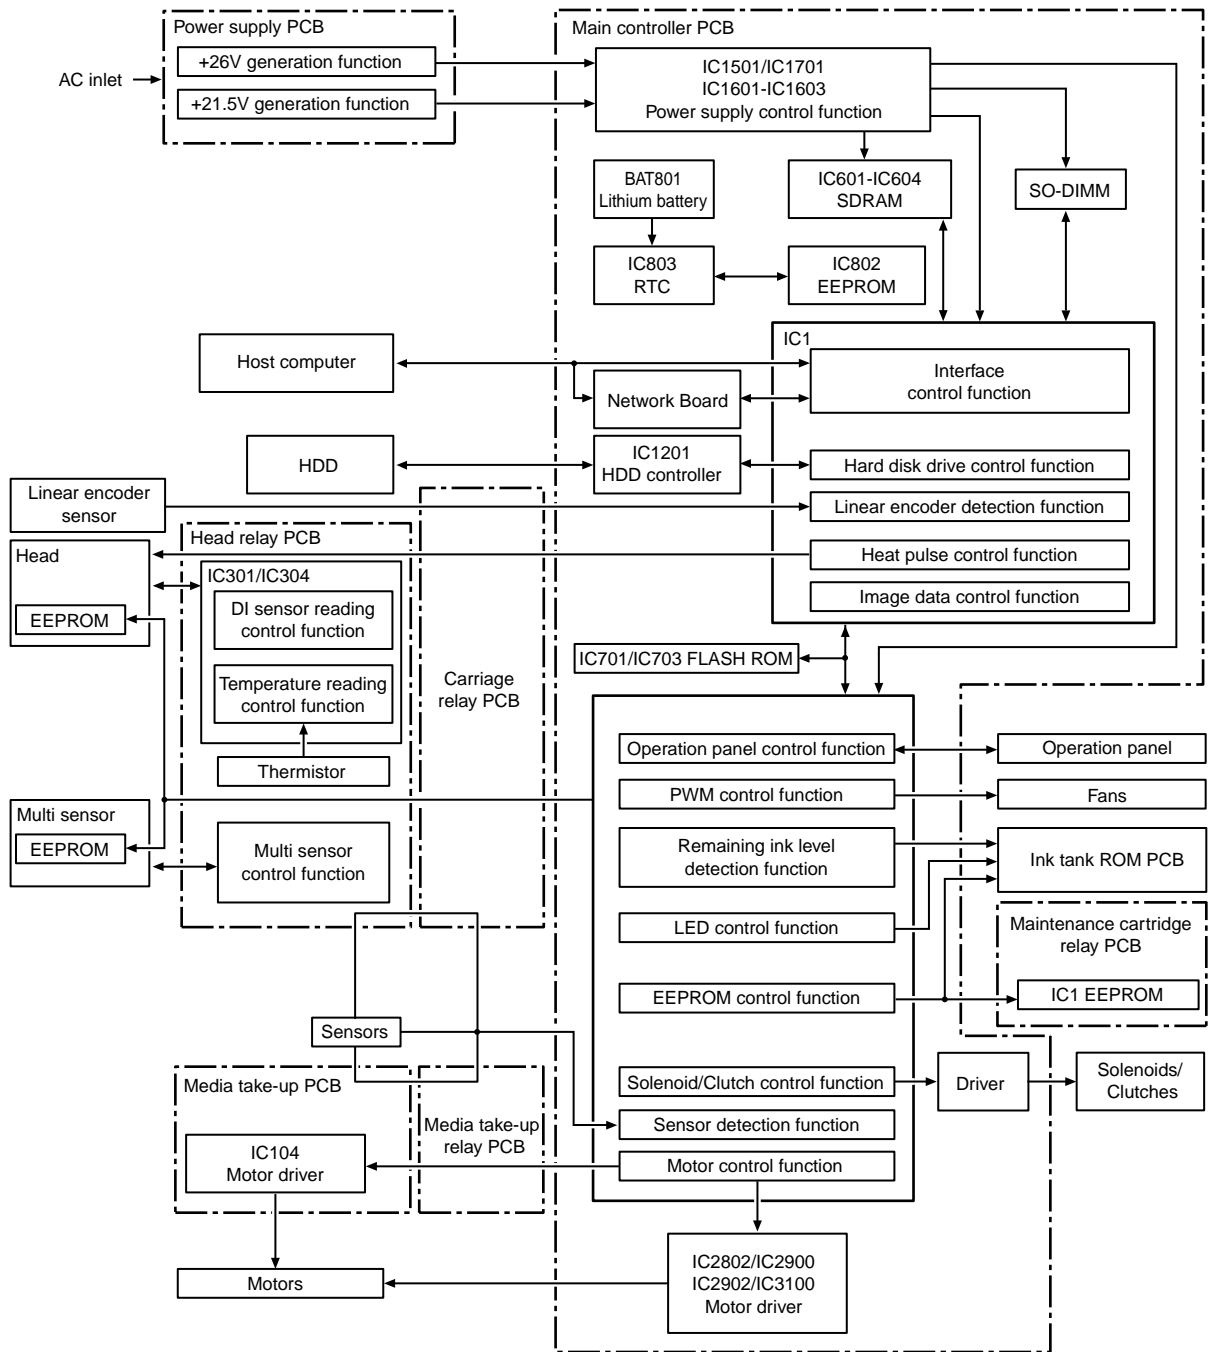 Power supply PCB
+26V generation function
+21.5V generation function
AC inlet
Main controller PCB
IC1501/IC1701
IC1601-IC1603
Power supply control function
BAT801
Lithium battery
IC601-IC604
SDRAM
SO-DIMM
IC803
RTC
IC802
EEPROM
Host computer
IC1
Interface
control function
Network Board
HDD
IC1201
HDD controller
Hard disk drive control function
Linear encoder
sensor
Linear encoder detection function
Head relay PCB
Head
EEPROM
Heat pulse control function
IC301/IC304
DI sensor reading
control function
Image data control function
Temperature reading
control function
Thermistor
Carriage
relay PCB
IC701/IC703 FLASH ROM
Operation panel control function
Operation panel
PWM control function
Fans
Multi sensor
EEPROM
Multi sensor
control function
Remaining ink level
detection function
Ink tank ROM PCB
LED control function
Maintenance cartridge
relay PCB
EEPROM control function
IC1 EEPROM
Sensors
Media take-up PCB
Solenoid/Clutch control function
Driver
Solenoids/
Clutches
Media take-up
relay PCB
Sensor detection function
IC104
Motor driver
Motor control function
IC2802/IC2900
IC2902/IC3100
Motor driver
Motors